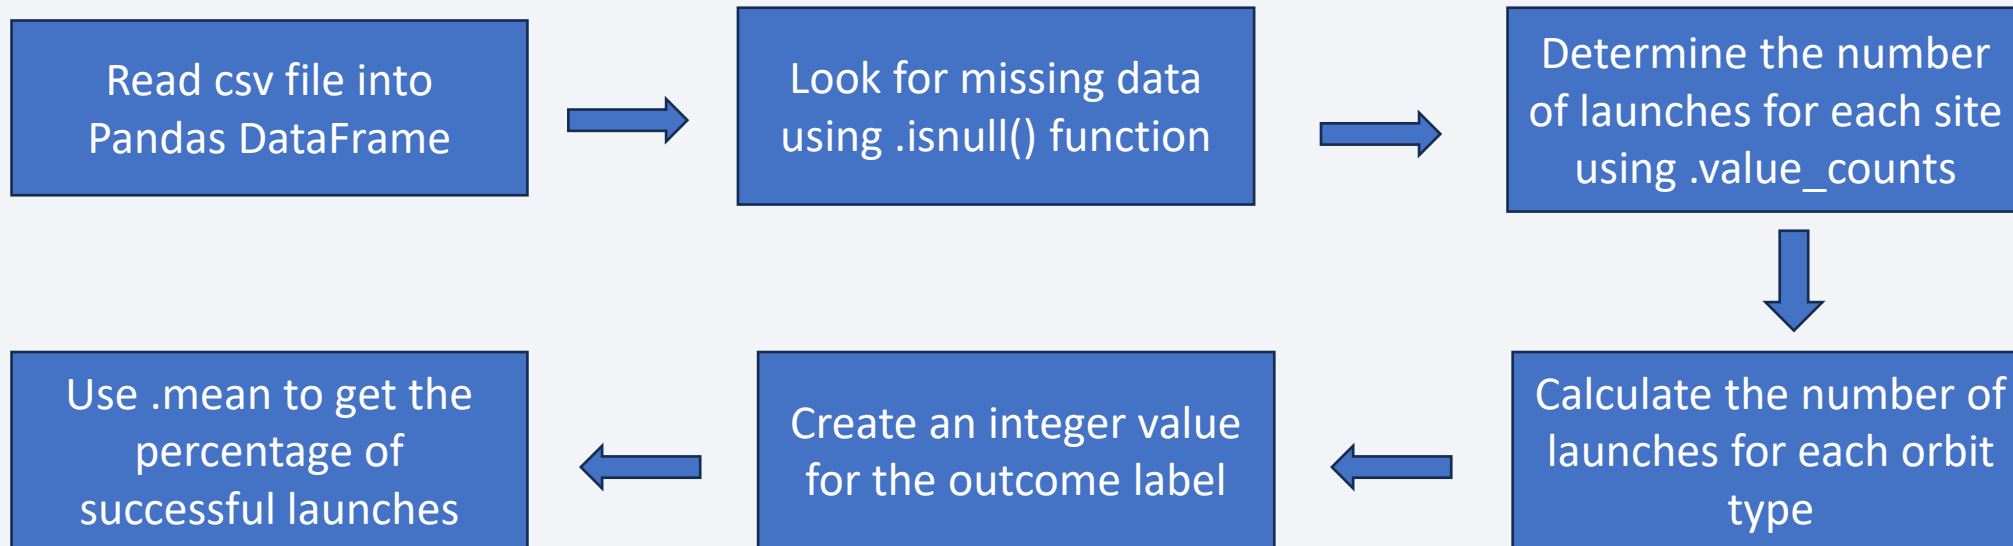 Read csv file into
Pandas DataFrame
Look for missing data
using .isnull() function
Determine the number
of launches for each site
using .value_counts
Calculate the number of
launches for each orbit
type
Create an integer value
for the outcome label
Use .mean to get the
percentage of
successful launches